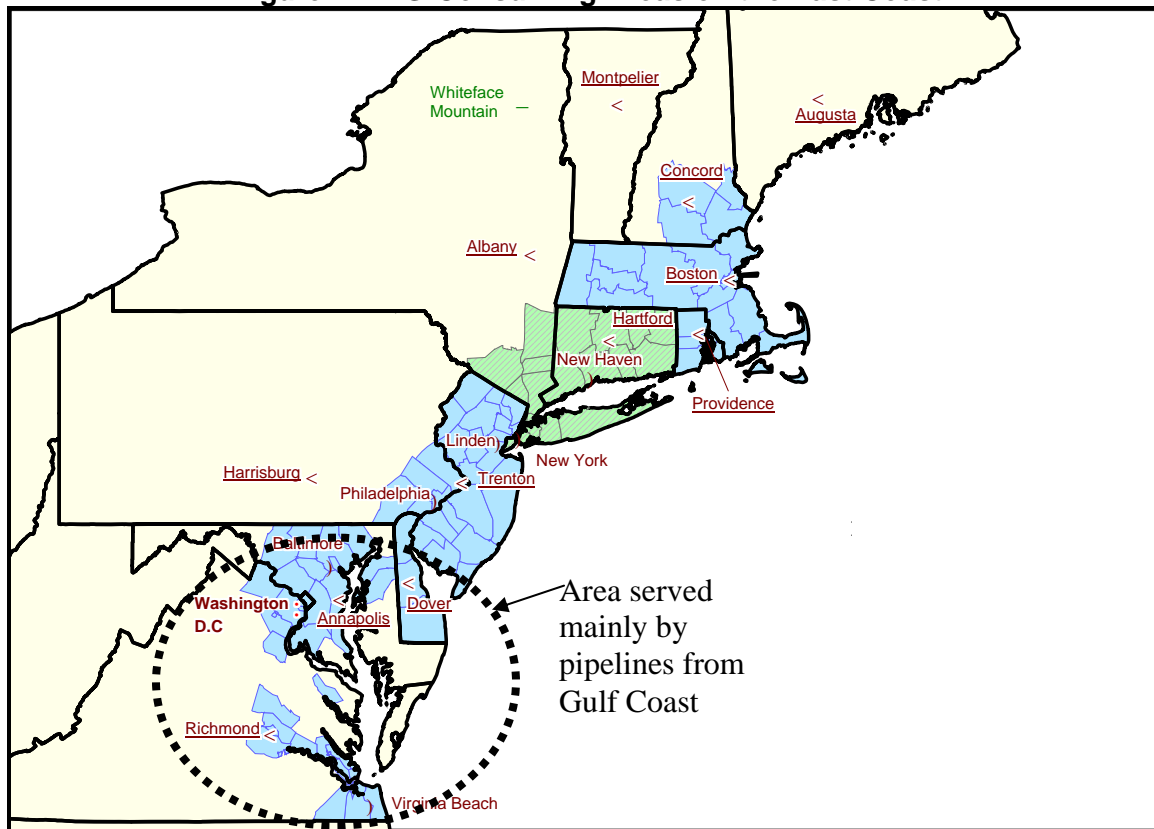 Whiteface
Mountain
Montpelier
Augusta
Concord
Albany
Boston
Hartford
New Haven
Providence
Linden
New York
Harrisburg
Trenton
Philadelphia
Baltimore
Area served
mainly by
pipelines from
Gulf Coast
Washington
D.C
Dover
Annapolis
Richmond
Virginia Beach